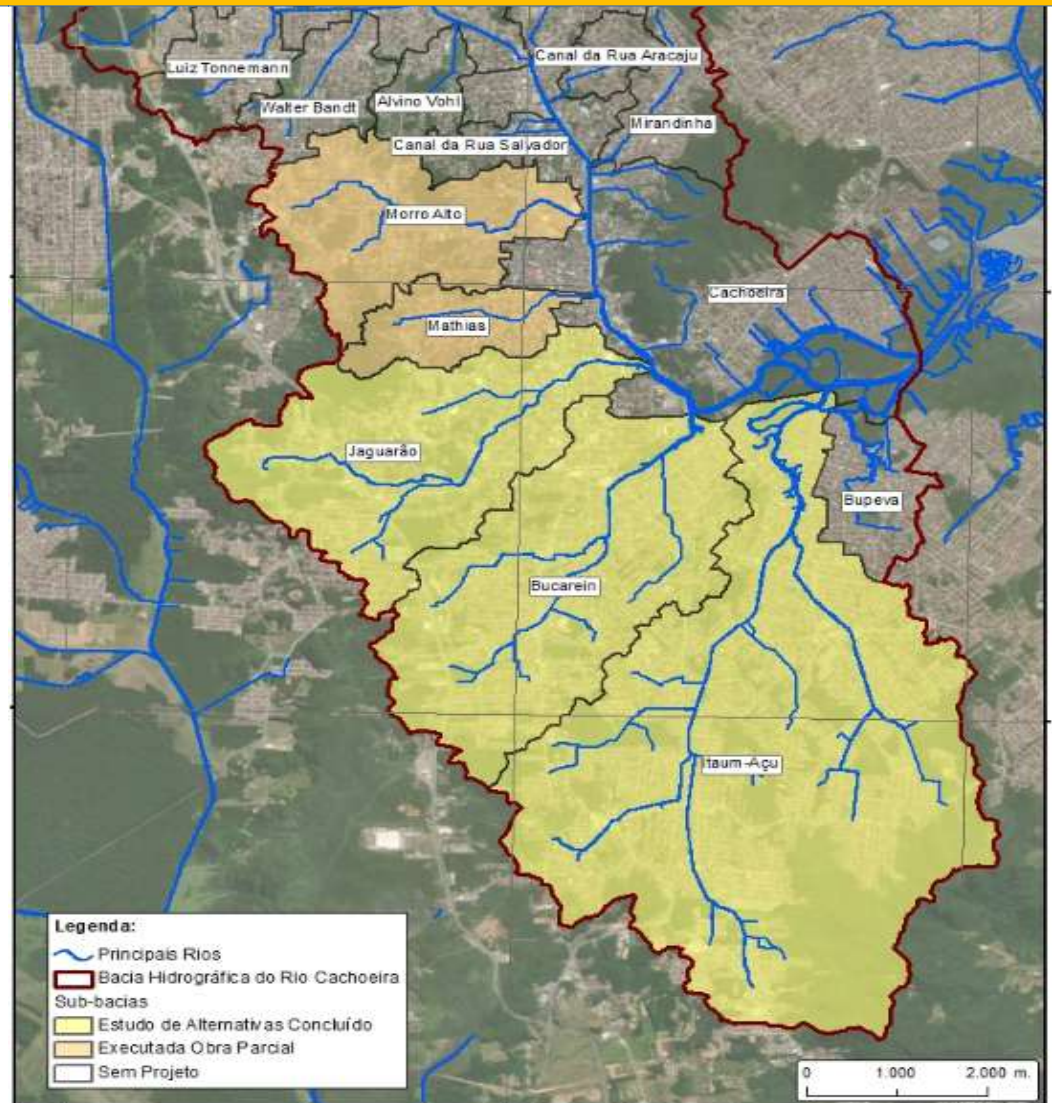 Canal da Rua Aracaju
Luiz Tonnemann
Walter Bandt
Alvino Vohl
Mirandinha
Canal da Rua Salvador
Morro Alto
Cachoeira
Mathias
Jaguarão
Bupeva
Bucarein
Itaum-Açu
Legenda:
Principais Rios
Bacia Hidrográfica do Rio Cachoeira
Sub-bacias
Estudo de Alternativas Concluído
Executada Obra Parcial
Sem Projeto
0 1.000 2.000 m.